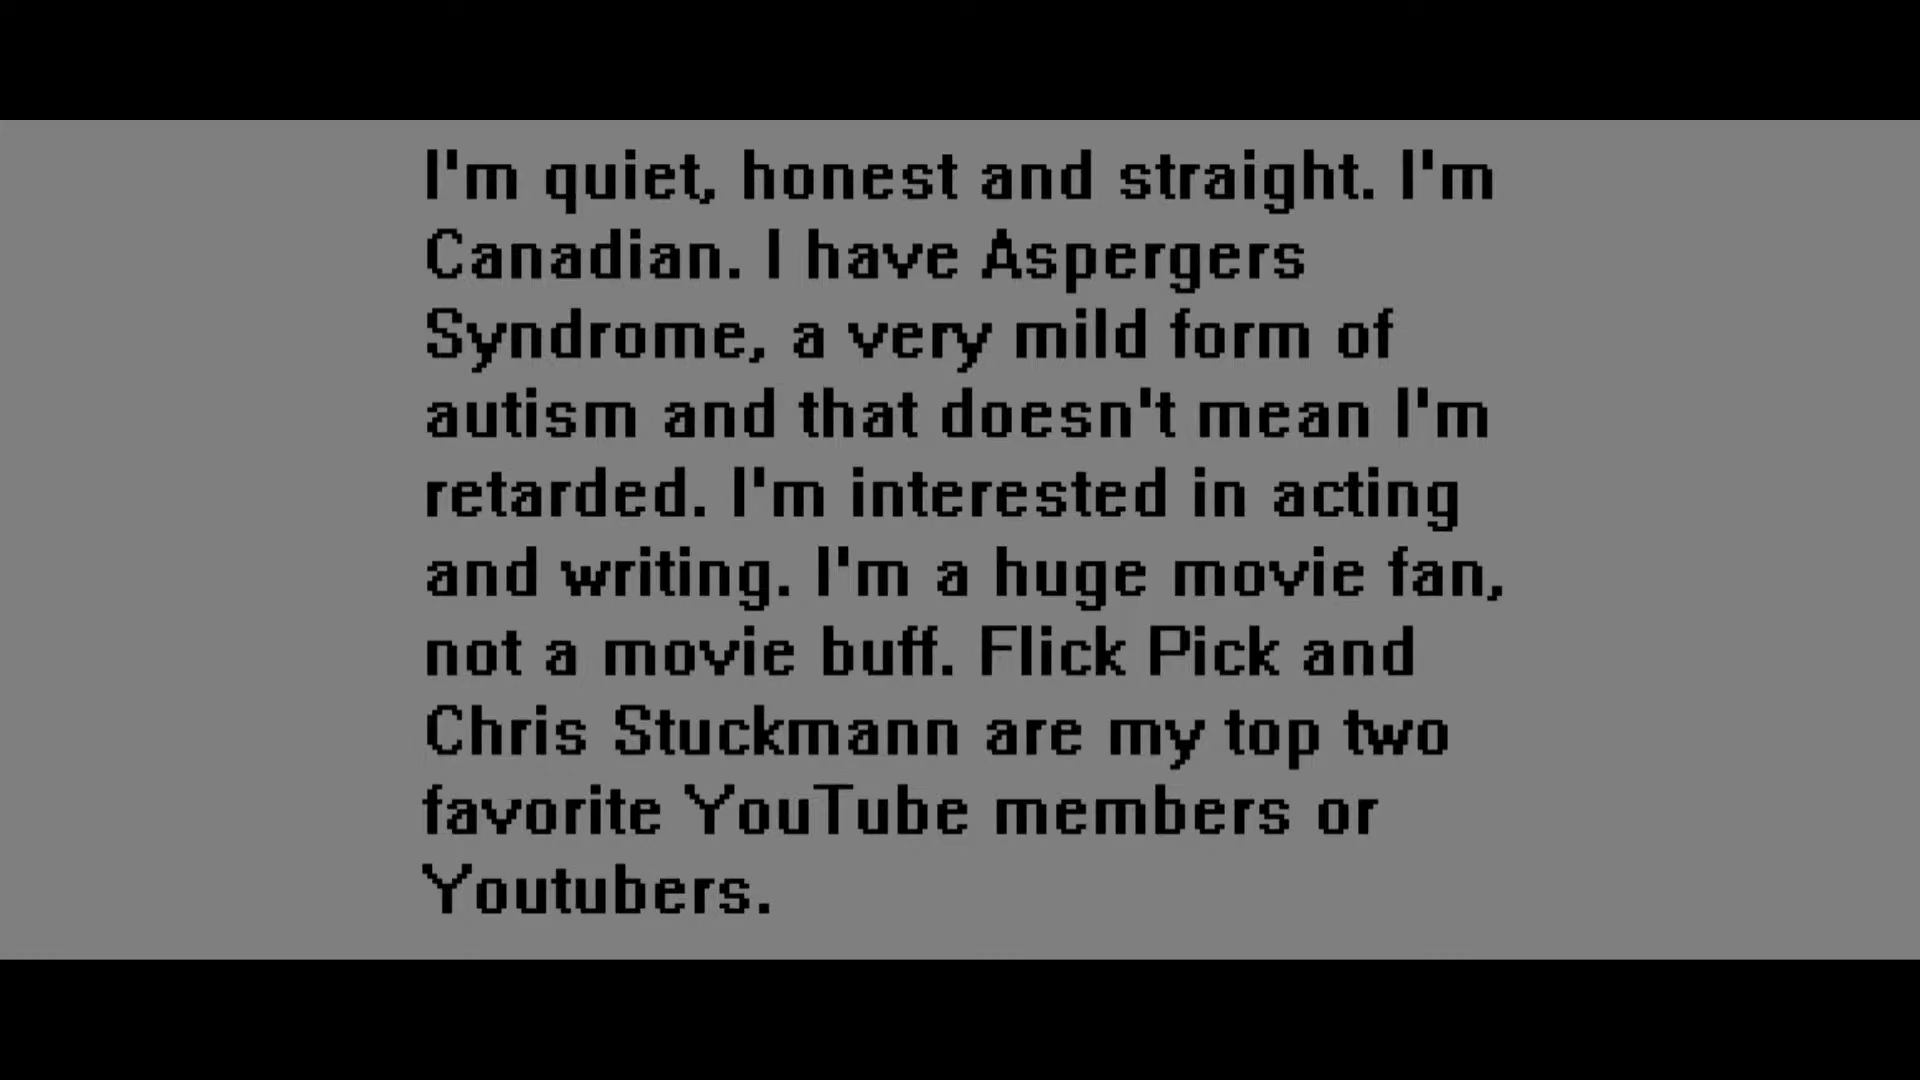 I'm quiet, honest and straight. I'm
Canadian. I have Aspergers
Syndrome, a very mild form of
autism and that doesn't mean I'm
retarded. I'm interested in acting
and writing. I'm a huge movie fan,
not a movie buff. Flick Pick and
Chris Stuckmann are my top two
favorite YouTube members or
Youtubers.